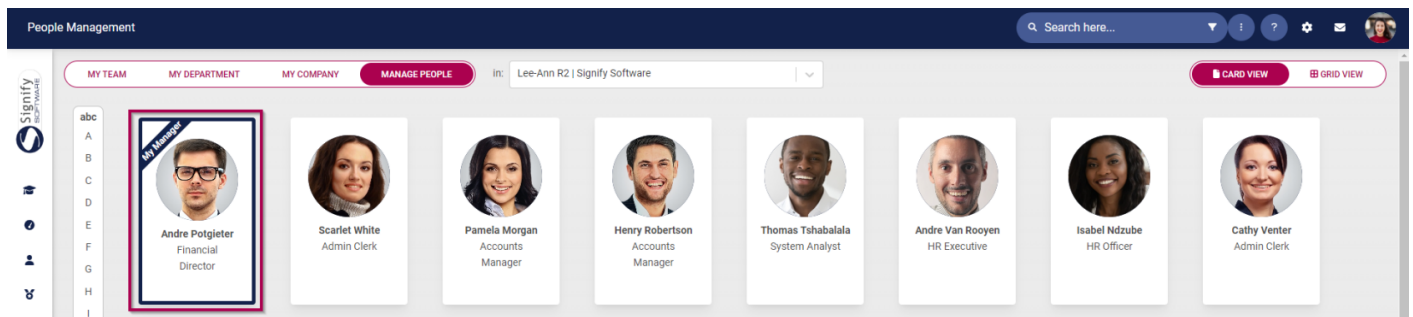 People Management
Search here...
?
Signify
SOFTWARE
MY TEAM
MY DEPARTMENT
MY COMPANY
MANAGE PEOPLE
in:
Lee-Ann R2 | Signify Software
CARD VIEW
GRID VIEW
abc
A
B
C
D
E
F
G
H
I
My Manager
Andre Potgieter
Financial
Director
Scarlet White
Admin Clerk
Pamela Morgan
Accounts
Manager
Henry Robertson
Accounts
Manager
Thomas Tshabalala
System Analyst
Andre Van Rooyen
HR Executive
Isabel Ndzube
HR Officer
Cathy Venter
Admin Clerk